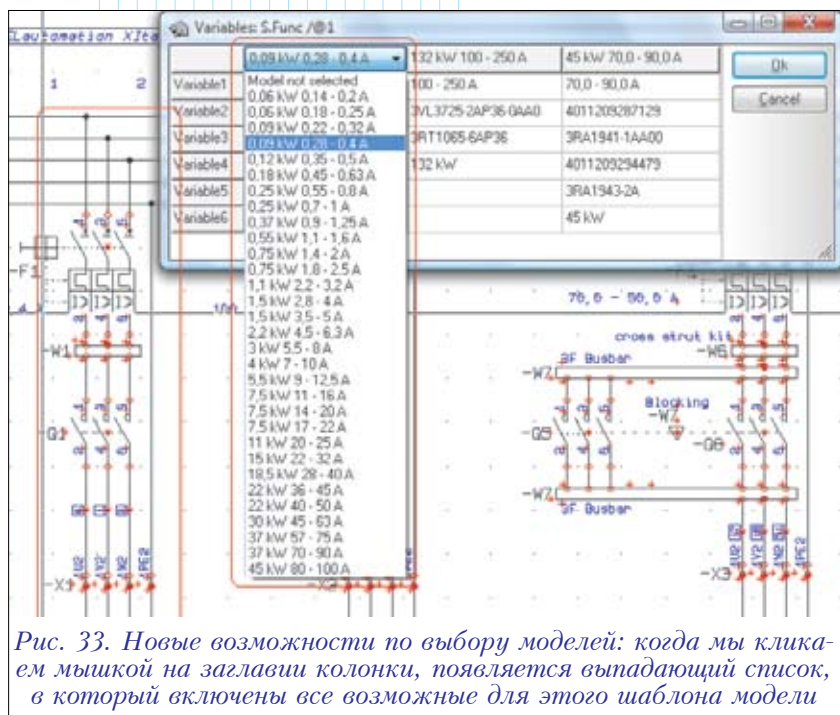 Variables: S.Func /@1
Lautomation XIte
1 2
0,09 kW 0,28 - 0,4 A 132 kW 100 - 250 A 45 kW 70,0 - 90,0 A
Ok
Cancel
Variable1 100 - 250 A 70,0 - 90,0 A
Variable2 3VL3725-2AP36-0AA0 4011209287129
Variable3 3RT1065-6AP36 3RA1941-1AA00
Variable4 132 kW 4011209294479
Variable5 3RA1943-2A
Variable6 45 kW
Model not selected
0,06 kW 0,14 - 0,2 A
0,06 kW 0,18 - 0,25 A
0,09 kW 0,22 - 0,32 A
0,09 kW 0,28 - 0,4 A
0,12 kW 0,35 - 0,5 A
0,18 kW 0,45 - 0,63 A
0,25 kW 0,55 - 0,8 A
0,25 kW 0,7 - 1 A
0,37 kW 0,9 - 1,25 A
0,55 kW 1,1 - 1,6 A
0,75 kW 1,4 - 2 A
0,75 kW 1,8 - 2,5 A
1,1 kW 2,2 - 3,2 A
1,5 kW 2,8 - 4 A
1,5 kW 3,5 - 5 A
2,2 kW 4,5 - 6,3 A
3 kW 5,5 - 8 A
4 kW 7 - 10 A
5,5 kW 9 - 12,5 A
7,5 kW 11 - 16 A
7,5 kW 14 - 20 A
7,5 kW 17 - 22 A
11 kW 20 - 25 A
15 kW 22 - 32 A
18,5 kW 28 - 40 A
22 kW 36 - 45 A
22 kW 40 - 50 A
30 kW 45 - 63 A
37 kW 57 - 75 A
37 kW 70 - 90 A
45 kW 80 - 100 A
-F1
-W1
-Q1
-X1
-X2
70,0 - 90,0 A
cross strut kit
-W6
3F Busbar
-W7
Blocking
-W7
-Q5
-Q6
-W7
3F Busbar
4U2 4V2 4W2 PE2
-X3
Рис. 33. Новые возможности по выбору моделей: когда мы клика-
ем мышкой на заглавии колонки, появляется выпадающий список,
в который включены все возможные для этого шаблона модели